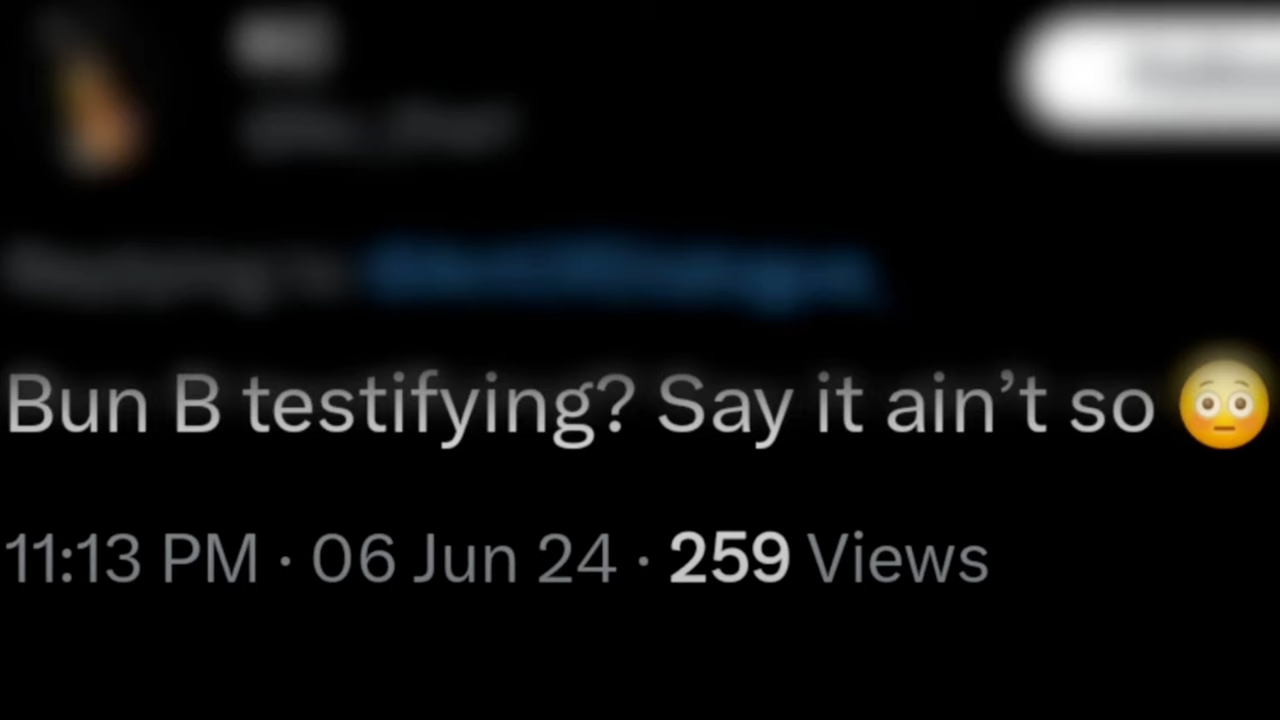 Bun B testifying? Say it ain’t so 😳
11:13 PM · 06 Jun 24 · 259 Views